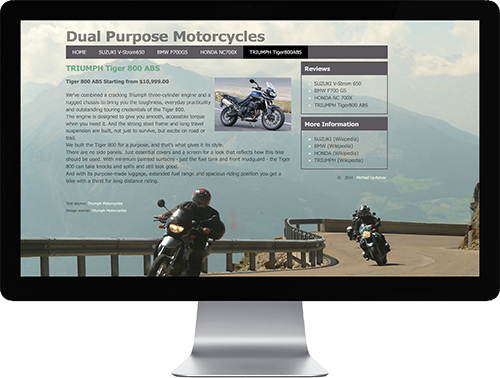 Dual Purpose Motorcycles
HOME SUZUKI V-Strom650 BMW F700GS HONDA NC700X TRIUMPH Tiger800ABS
TRIUMPH Tiger 800 ABS
Tiger 800 ABS Starting from $10,999.00
We've combined a cracking Triumph three-cylinder engine and a
rugged chassis to bring you the toughness, everyday practicality
and outstanding touring credentials of the Tiger 800.
The engine is designed to give you smooth, accessible torque
when you need it. And the strong steel frame and long travel
suspension are built, not just to survive, but excite on road or
trail.
We built the Tiger 800 for a purpose, and that's what gives it its style.
There are no side panels. Just essential covers and a screen for a look that reflects how this bike
should be used. With minimum painted surfaces - just the fuel tank and front mudguard - the Tiger
800 can take knocks and spills and still look good.
And with its purpose-made luggage, extended fuel range and spacious riding position you get a
bike with a thirst for long distance riding.
Text source: Triumph Motorcycles
Image source: Triumph Motorcycles
Reviews
SUZUKI V-Strom 650
BMW F700 GS
HONDA NC 700X
TRIUMPH Tiger800 ABS
More Information
SUZUKI (Wikipedia)
BMW (Wikipedia)
HONDA (Wikipedia)
TRIUMPH (Wikipedia)
© 2014 - Michael